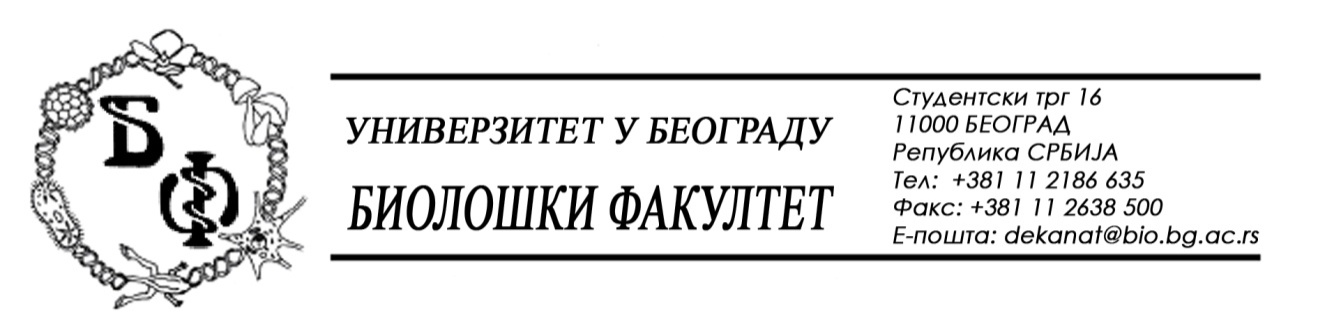 БФ
УНИВЕРЗИТЕТ У БЕОГРАДУ
БИОЛОШКИ ФАКУЛТЕТ
Студентски трг 16
11000 БЕОГРАД
Република СРБИЈА
Тел: +381 11 2186 635
Факс: +381 11 2638 500
Е-пошта: dekanat@bio.bg.ac.rs